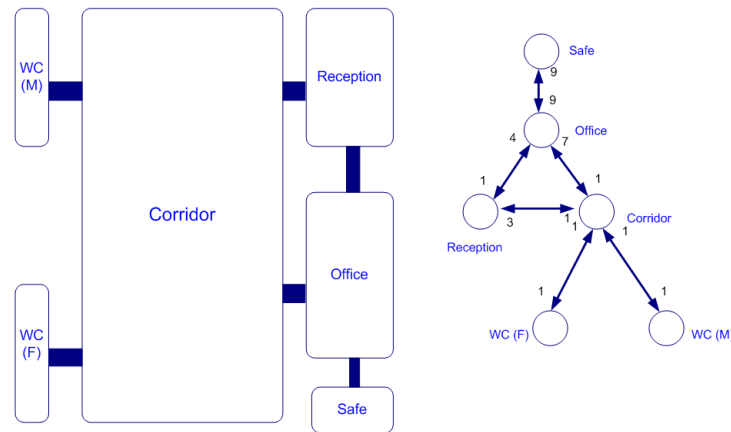 WC
(M)
Reception
Corridor
Office
WC
(F)
Safe
Safe
9
9
Office
4
7
1
1
3
1
1
Corridor
1
Reception
1
1
WC (F)
WC (M)